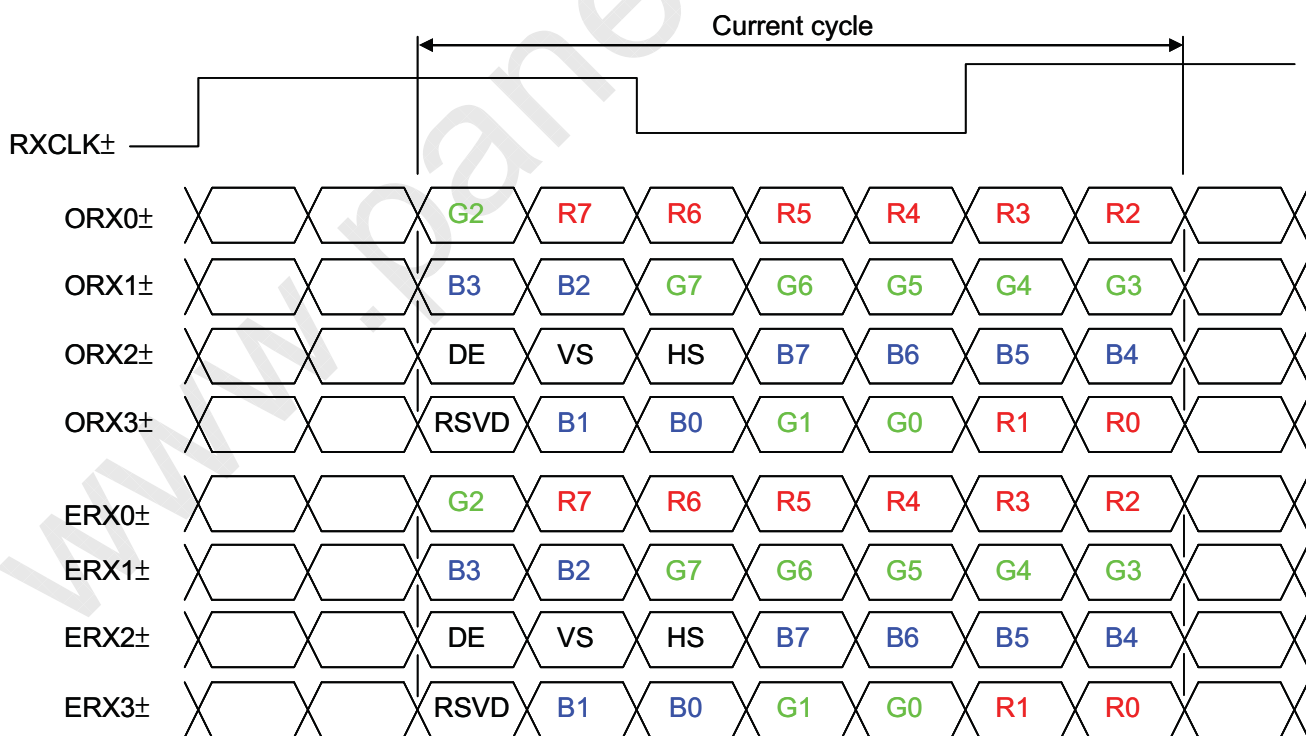 Current cycle
RXCLK±
ORX0± G2 R7 R6 R5 R4 R3 R2
ORX1± B3 B2 G7 G6 G5 G4 G3
ORX2± DE VS HS B7 B6 B5 B4
ORX3± RSVD B1 B0 G1 G0 R1 R0
ERX0± G2 R7 R6 R5 R4 R3 R2
ERX1± B3 B2 G7 G6 G5 G4 G3
ERX2± DE VS HS B7 B6 B5 B4
ERX3± RSVD B1 B0 G1 G0 R1 R0
www.pane